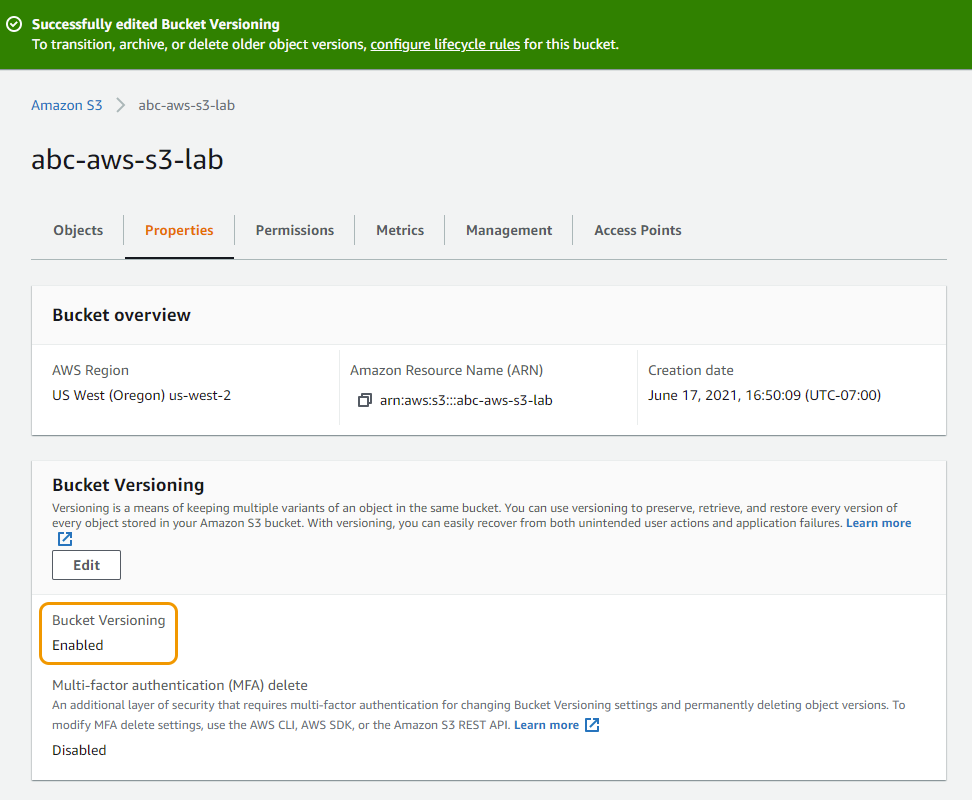 Successfully edited Bucket Versioning
To transition, archive, or delete older object versions, configure lifecycle rules for this bucket.
Amazon S3 > abc-aws-s3-lab
abc-aws-s3-lab
Objects Properties Permissions Metrics Management Access Points
Bucket overview
AWS Region
US West (Oregon) us-west-2
Amazon Resource Name (ARN)
arn:aws:s3:::abc-aws-s3-lab
Creation date
June 17, 2021, 16:50:09 (UTC-07:00)
Bucket Versioning
Versioning is a means of keeping multiple variants of an object in the same bucket. You can use versioning to preserve, retrieve, and restore every version of
every object stored in your Amazon S3 bucket. With versioning, you can easily recover from both unintended user actions and application failures. Learn more
Edit
Bucket Versioning
Enabled
Multi-factor authentication (MFA) delete
An additional layer of security that requires multi-factor authentication for changing Bucket Versioning settings and permanently deleting object versions. To
modify MFA delete settings, use the AWS CLI, AWS SDK, or the Amazon S3 REST API. Learn more
Disabled